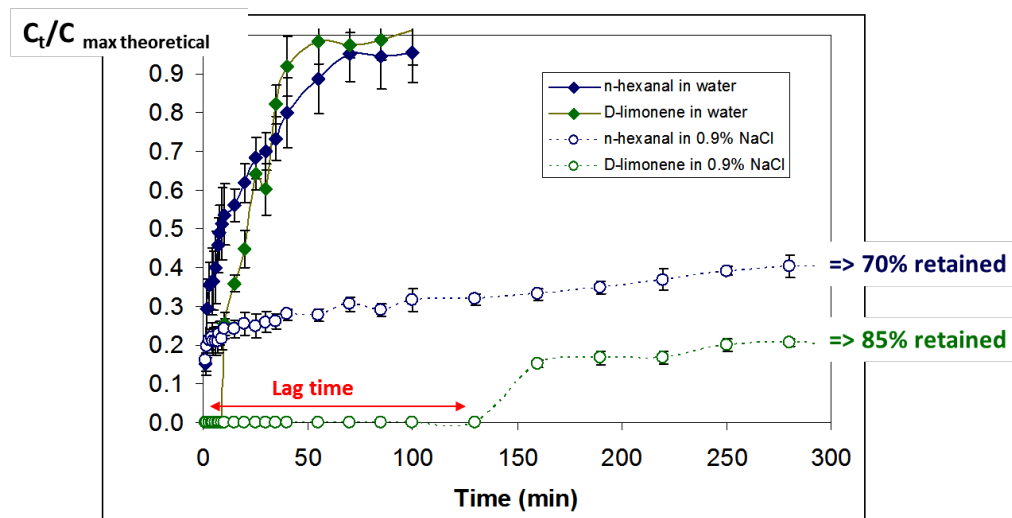 Ct/C max theoretical
0.9
0.8
0.7
0.6
0.5
0.4
0.3
0.2
0.1
0.0
n-hexanal in water
D-limonene in water
n-hexanal in 0.9% NaCl
D-limonene in 0.9% NaCl
=> 70% retained
=> 85% retained
Lag time
0 50 100 150 200 250 300
Time (min)